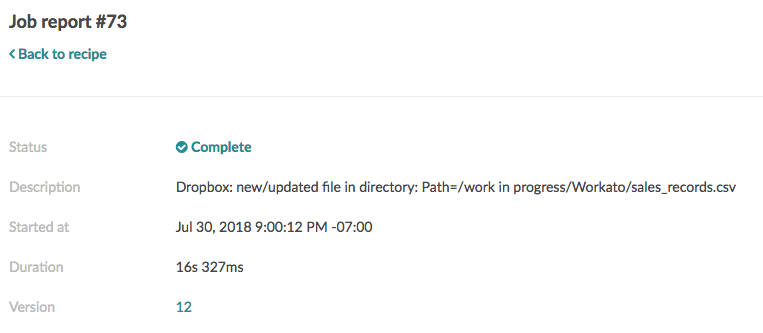 Job report #73
Back to recipe
Status Complete
Description Dropbox: new/updated file in directory: Path=/work in progress/Workato/sales_records.csv
Started at Jul 30, 2018 9:00:12 PM -07:00
Duration 16s 327ms
Version 12